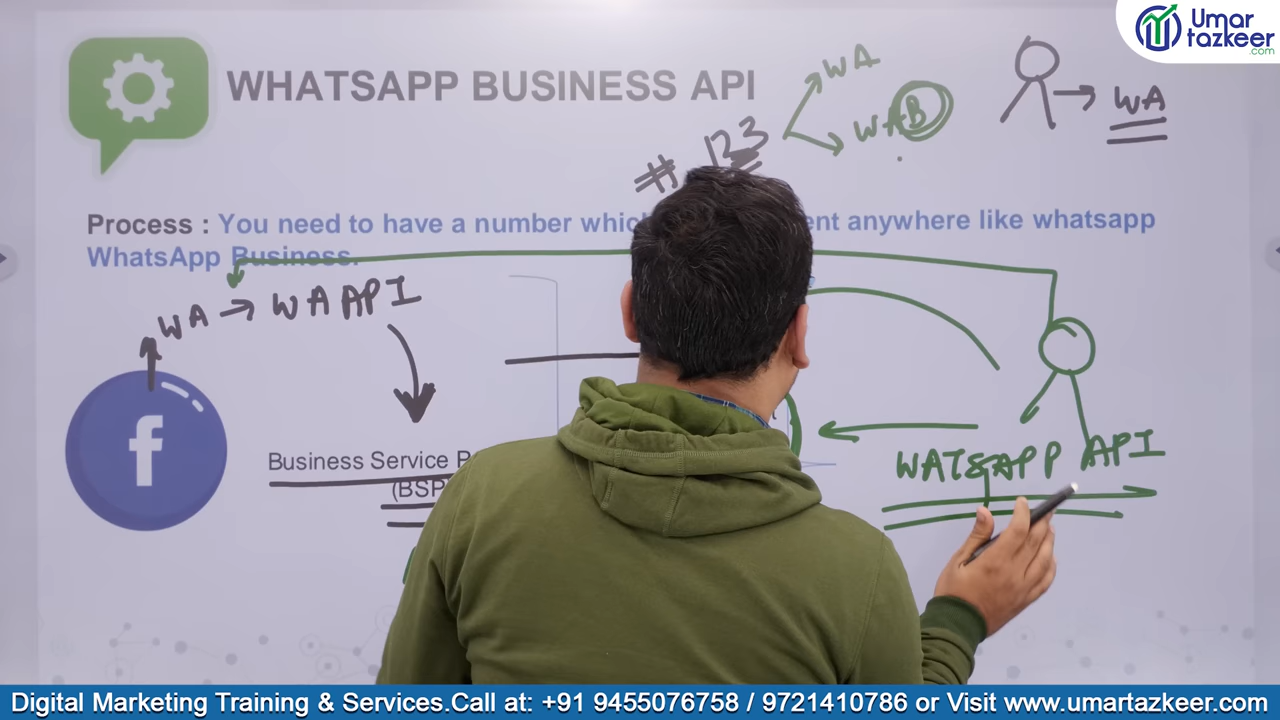 Umar
tazkeer
.com
WHATSAPP BUSINESS API
WA
WAB
WA
# 123
Process : You need to have a number which ent anywhere like whatsapp
WhatsApp Business.
WA → WA API
f
Business Service P
(BSP
WATSAPP API
Digital Marketing Training & Services.Call at: +91 9455076758 / 9721410786 or Visit www.umartazkeer.com